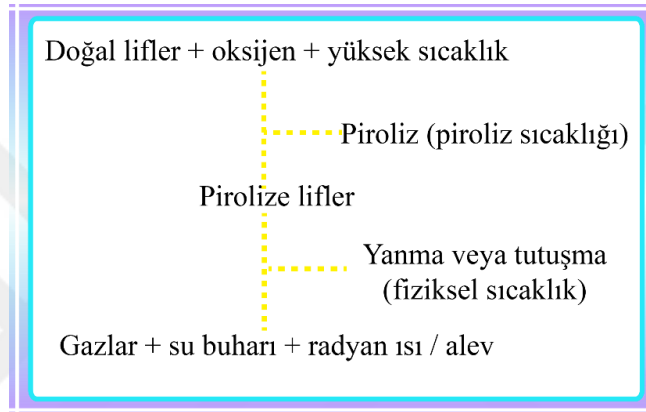 Doğal lifler + oksijen + yüksek sıcaklık
Piroliz (piroliz sıcaklığı)
Pirolize lifler
Yanma veya tutuşma
(fiziksel sıcaklık)
Gazlar + su buharı + radyan ısı / alev